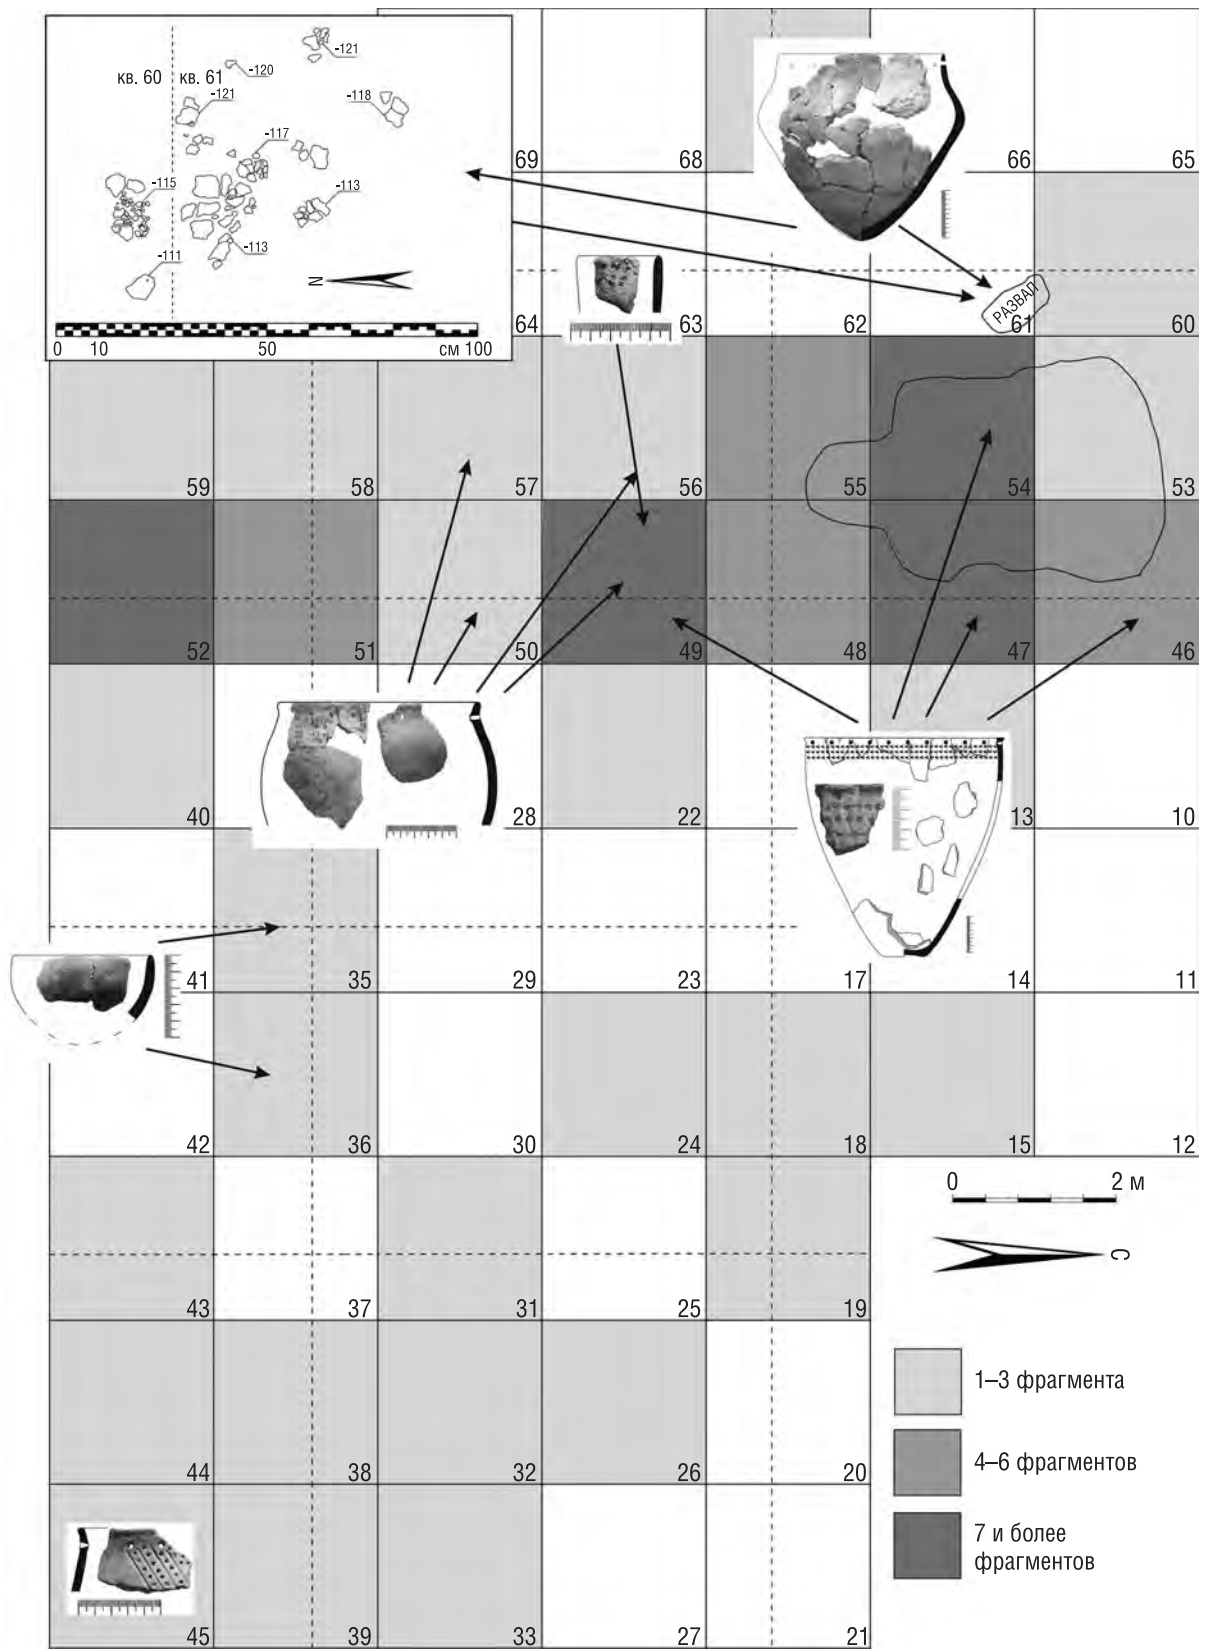 -121
-120
кв. 60 кв. 61
-121
-118
-117
-115
-113
-113
-111
N
0 10 50 см 100
69 68 66 65
РАЗВАЛ
64 63 62 61 60
59 58 57 56 55 54 53
52 51 50 49 48 47 46
40 28 22 13 10
41 35 29 23 17 14 11
42 36 30 24 18 15 12
0 2 м
С
43 37 31 25 19
1–3 фрагмента
4–6 фрагментов
44 38 32 26 20
7 и более
фрагментов
45 39 33 27 21